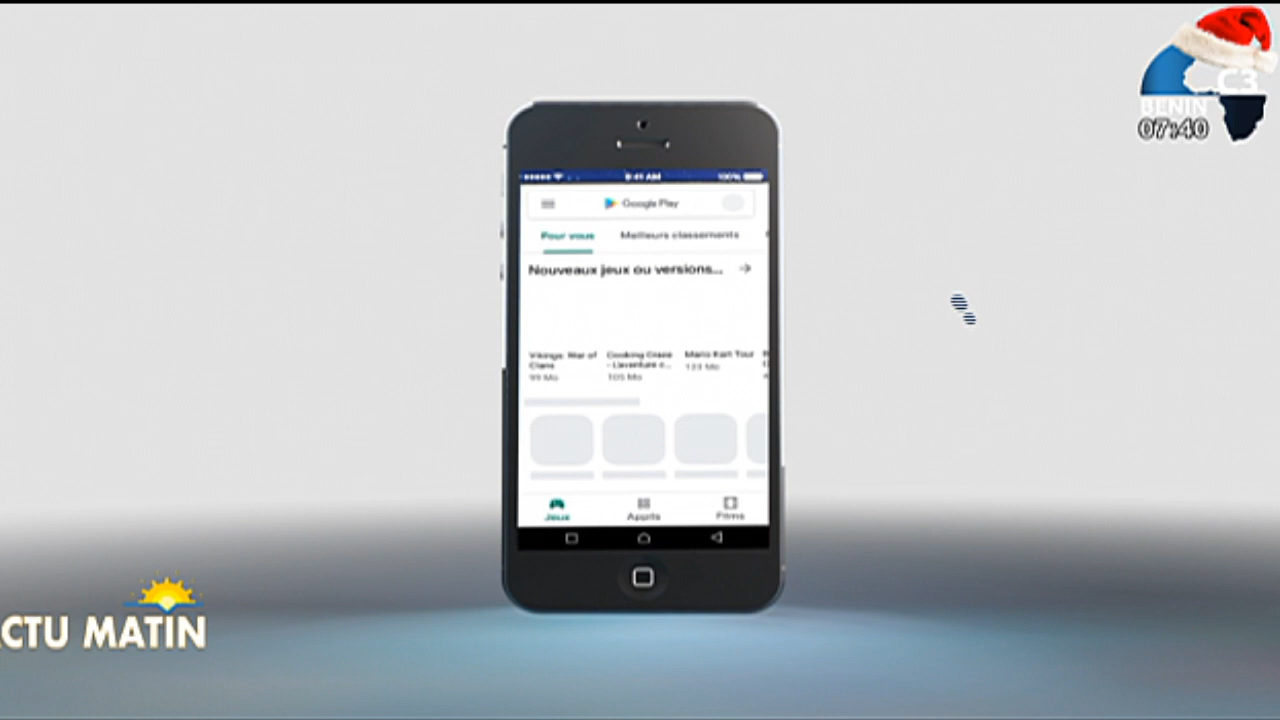 C3
BENIN
07:40
9:41 AM 100%
Google Play
Pour vous Meilleurs classements
Nouveaux jeux ou versions...
Vikings: War of Clans
99 Mo
Cooking Craze - L'aventure c...
105 Mo
Mario Kart Tour
133 Mo
Jeux Applis Films
CTU MATIN